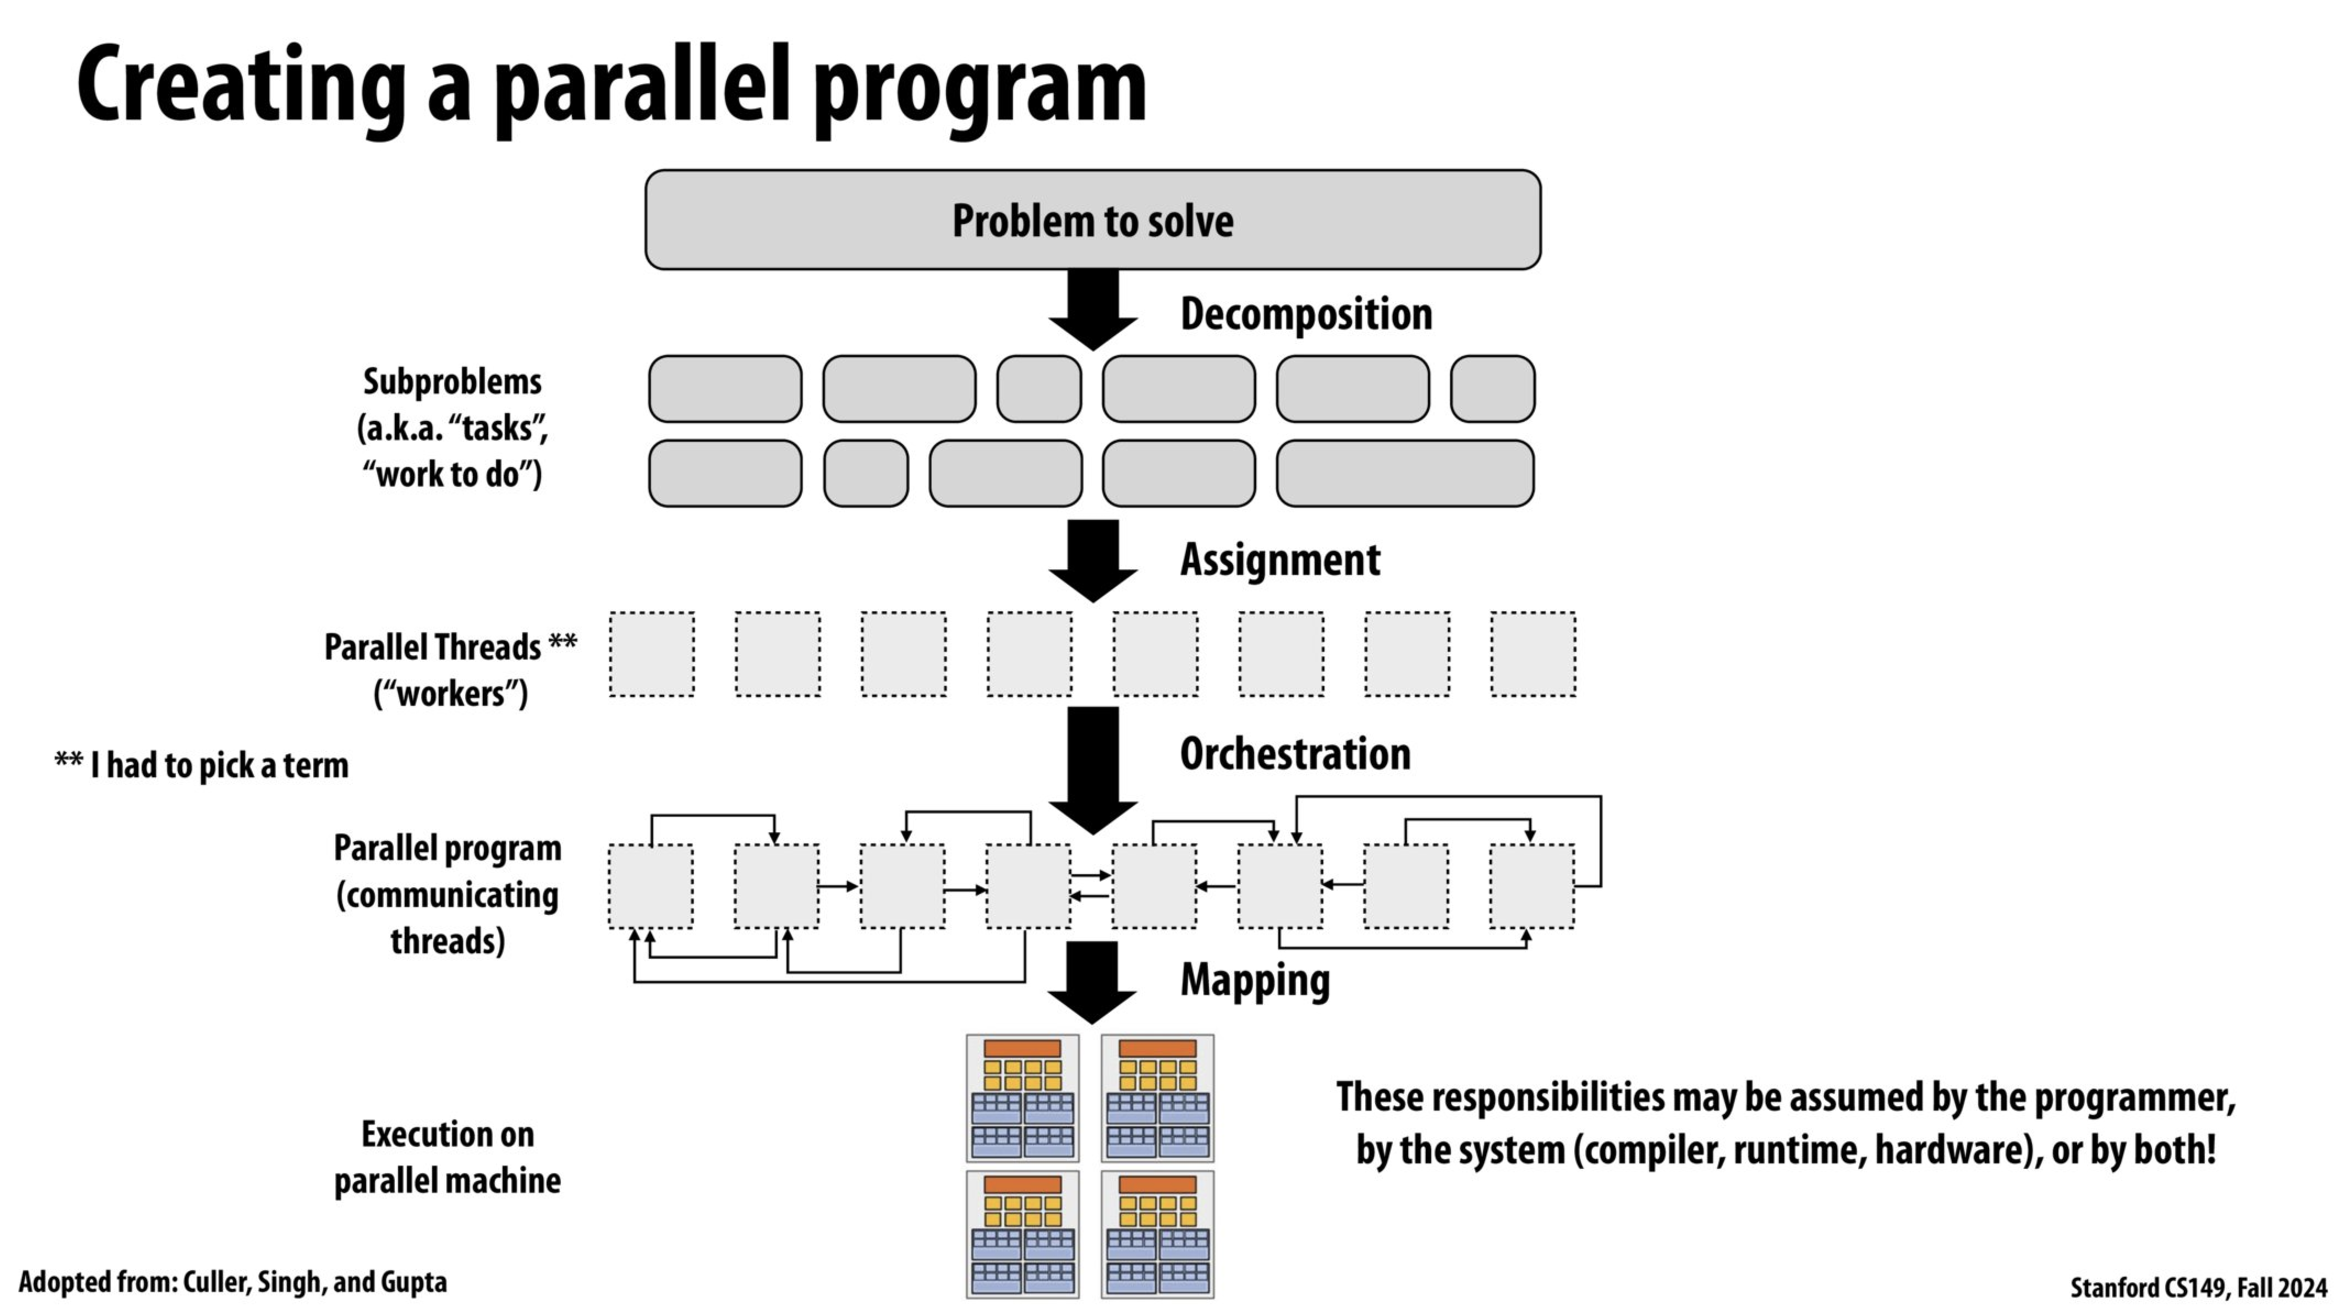 Creating a parallel program
Problem to solve
Decomposition
Subproblems
(a.k.a. “tasks”,
“work to do”)
Assignment
Parallel Threads **
(“workers”)
** I had to pick a term
Orchestration
Parallel program
(communicating
threads)
Mapping
Execution on
parallel machine
These responsibilities may be assumed by the programmer,
by the system (compiler, runtime, hardware), or by both!
Adopted from: Culler, Singh, and Gupta
Stanford CS149, Fall 2024